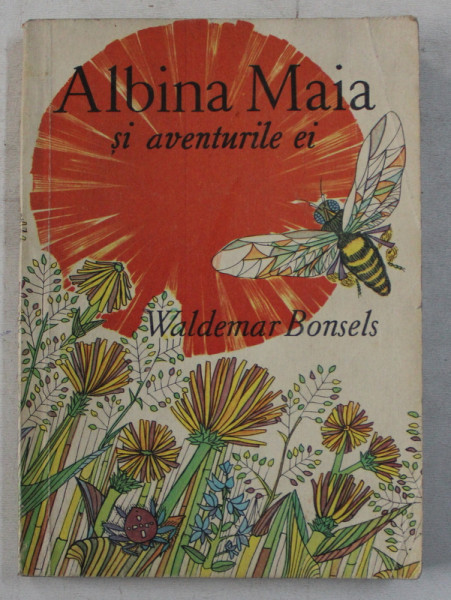 Albina Maia
și aventurile ei
Waldemar Bonsels